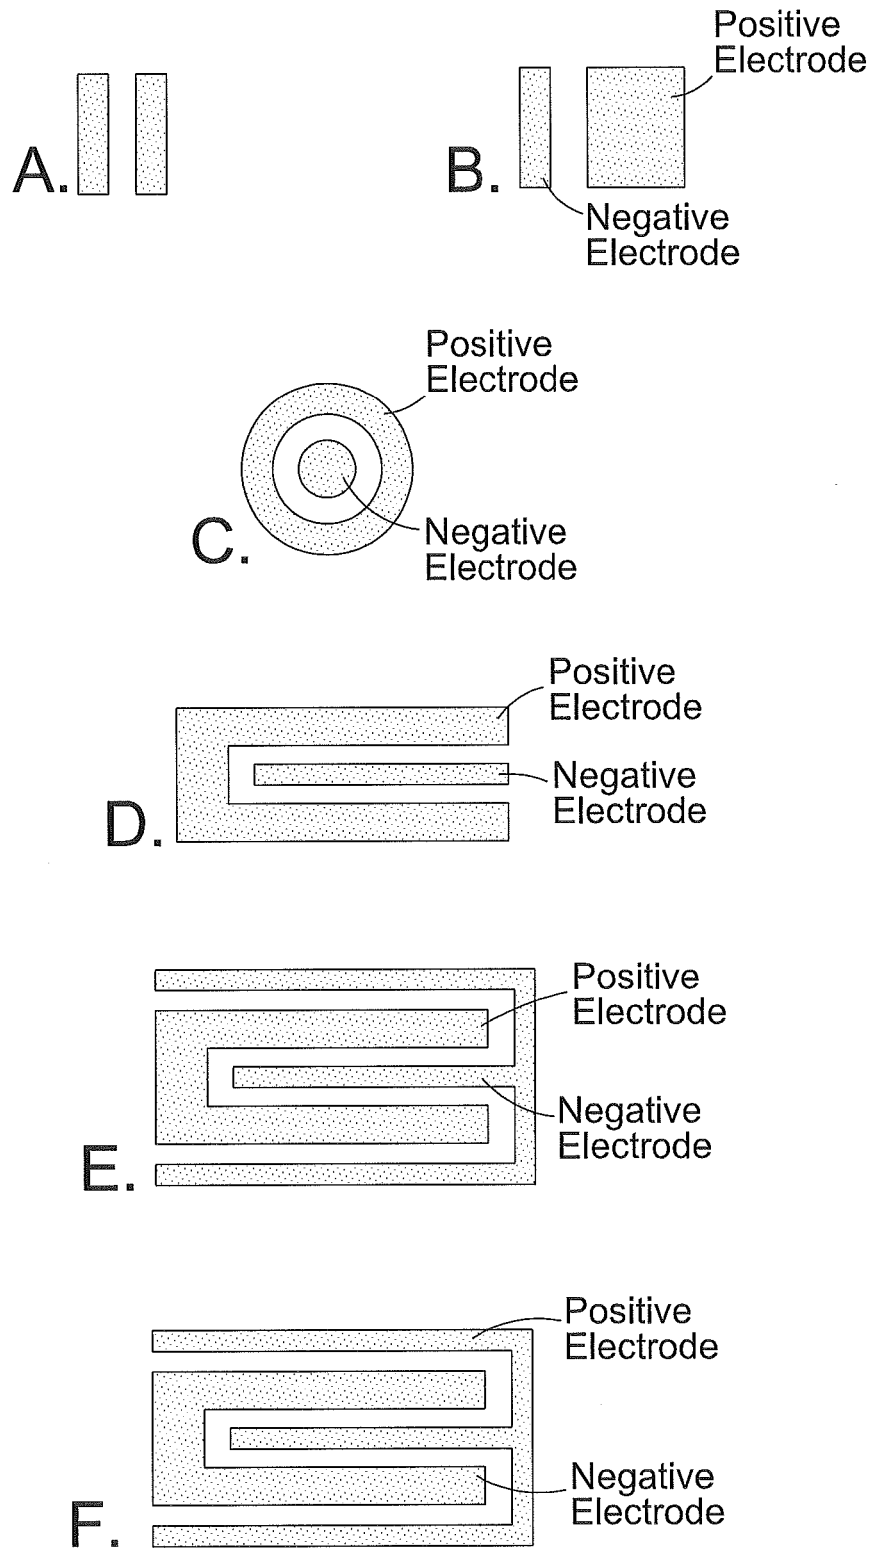 A.
B.
Positive
Electrode
Negative
Electrode
C.
Positive
Electrode
Negative
Electrode
D.
Positive
Electrode
Negative
Electrode
E.
Positive
Electrode
Negative
Electrode
F.
Positive
Electrode
Negative
Electrode